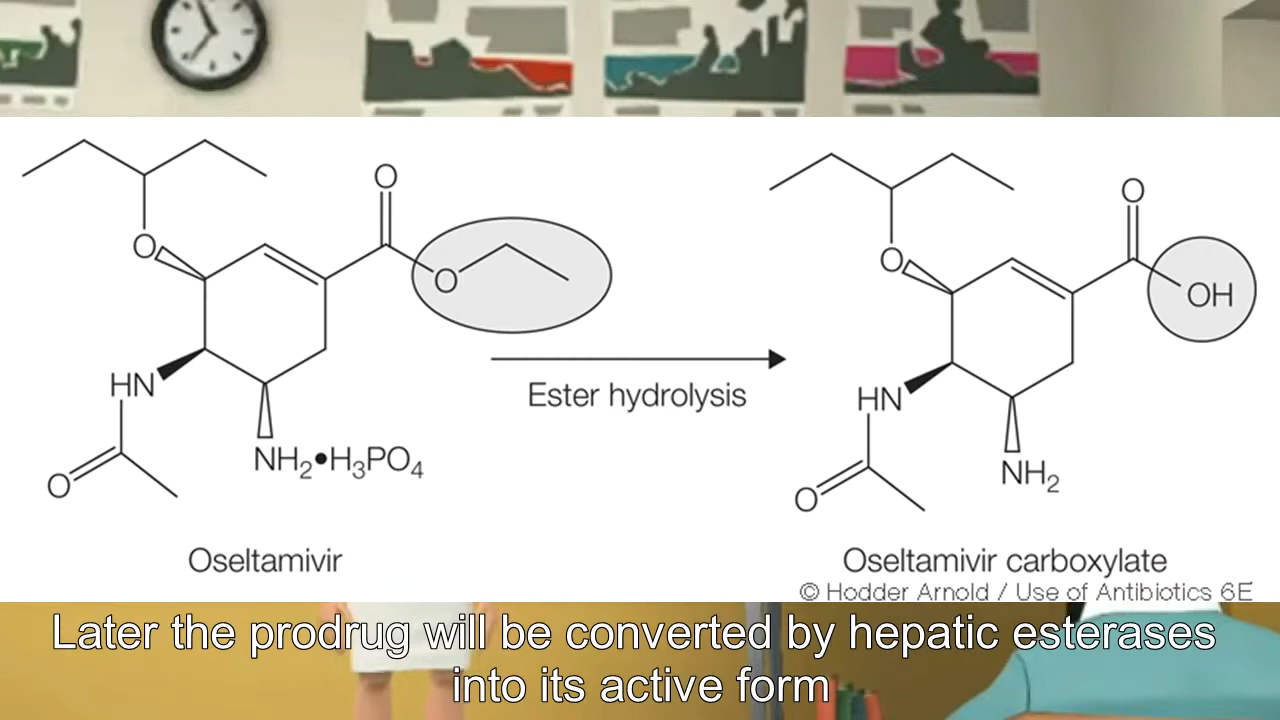 O
O
O
HN
NH₂•H₃PO₄
O
Oseltamivir
Ester hydrolysis
O
O
OH
HN
NH₂
O
Oseltamivir carboxylate
© Hodder Arnold / Use of Antibiotics 6E
Later the prodrug will be converted by hepatic esterases
into its active form